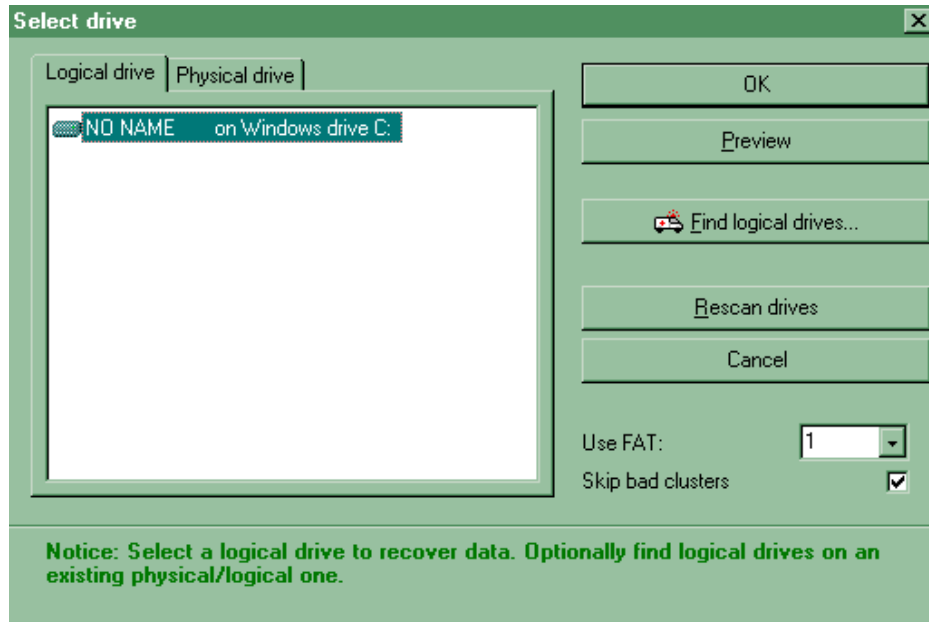 Select drive
Logical drive
Physical drive
NO NAME on Windows drive C:
OK
Preview
Find logical drives...
Rescan drives
Cancel
Use FAT: 1
Skip bad clusters
Notice: Select a logical drive to recover data. Optionally find logical drives on an
existing physical/logical one.